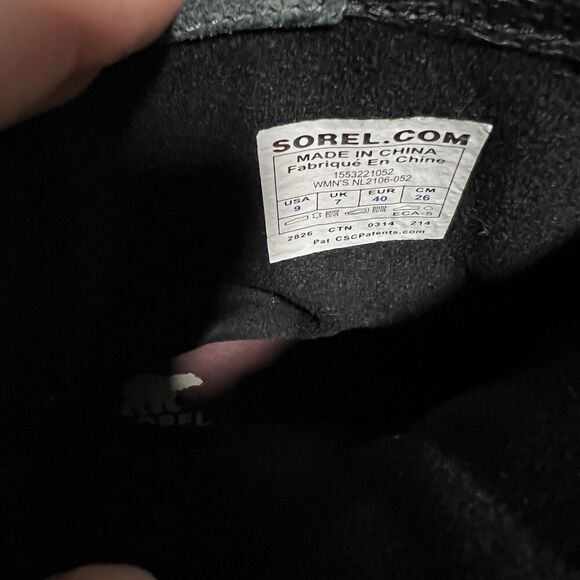 SOREL.COM
MADE IN CHINA
Fabriqué En Chine
1553221052
WMN'S NL2106-052
USA UK EUR CM
9 7 40 26
ECA-5
2826 CTN 0314 214
Pat CSCPatents.com
SOREL